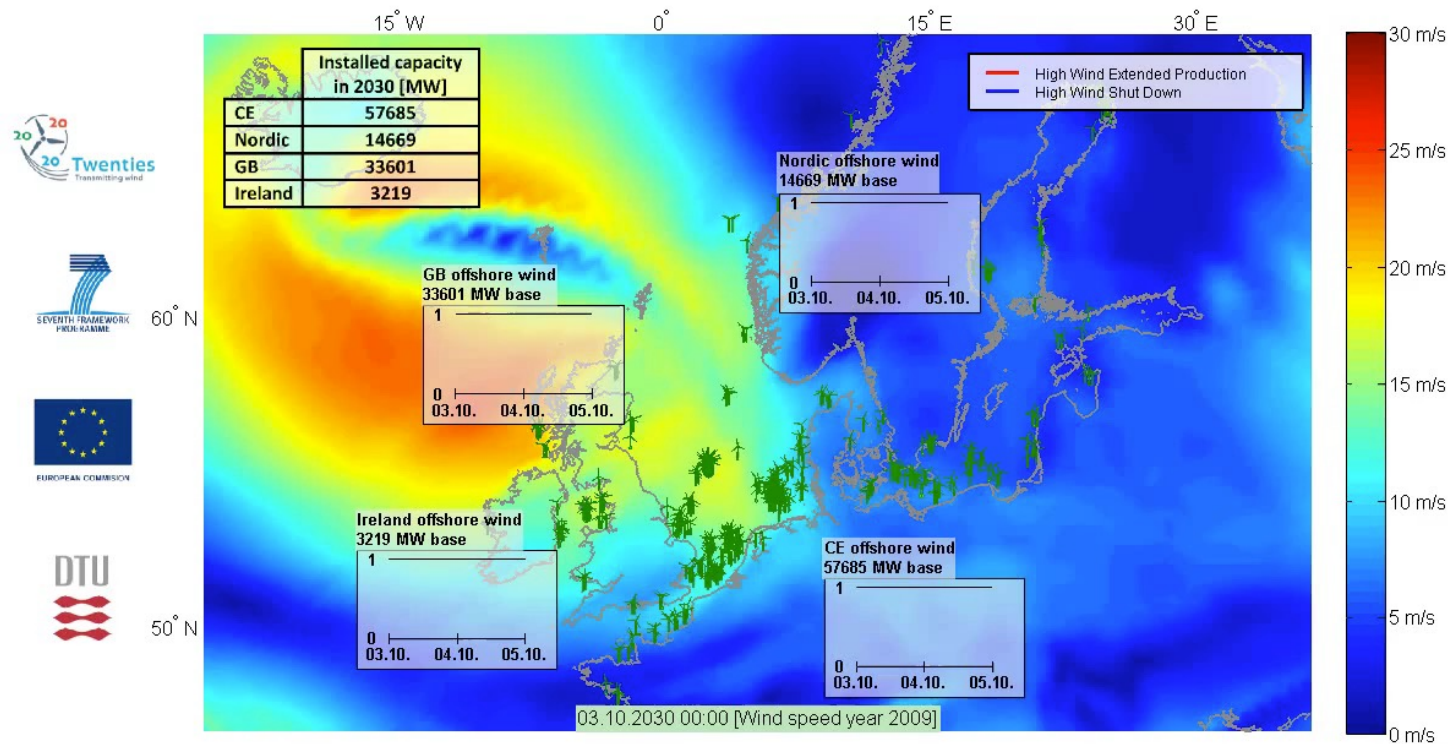 15° W
0°
15° E
30° E
30 m/s
25 m/s
20 m/s
15 m/s
10 m/s
5 m/s
0 m/s
60° N
50° N
Installed capacity
in 2030 [MW]
CE 57685
Nordic 14669
GB 33601
Ireland 3219
High Wind Extended Production
High Wind Shut Down
20 20
20 Twenties
Transmitting wind
SEVENTH FRAMEWORK
PROGRAMME
EUROPEAN COMMISION
DTU
Nordic offshore wind
14669 MW base
1
0
03.10. 04.10. 05.10.
GB offshore wind
33601 MW base
1
0
03.10. 04.10. 05.10.
Ireland offshore wind
3219 MW base
1
0
03.10. 04.10. 05.10.
CE offshore wind
57685 MW base
1
0
03.10. 04.10. 05.10.
03.10.2030 00:00 [Wind speed year 2009]